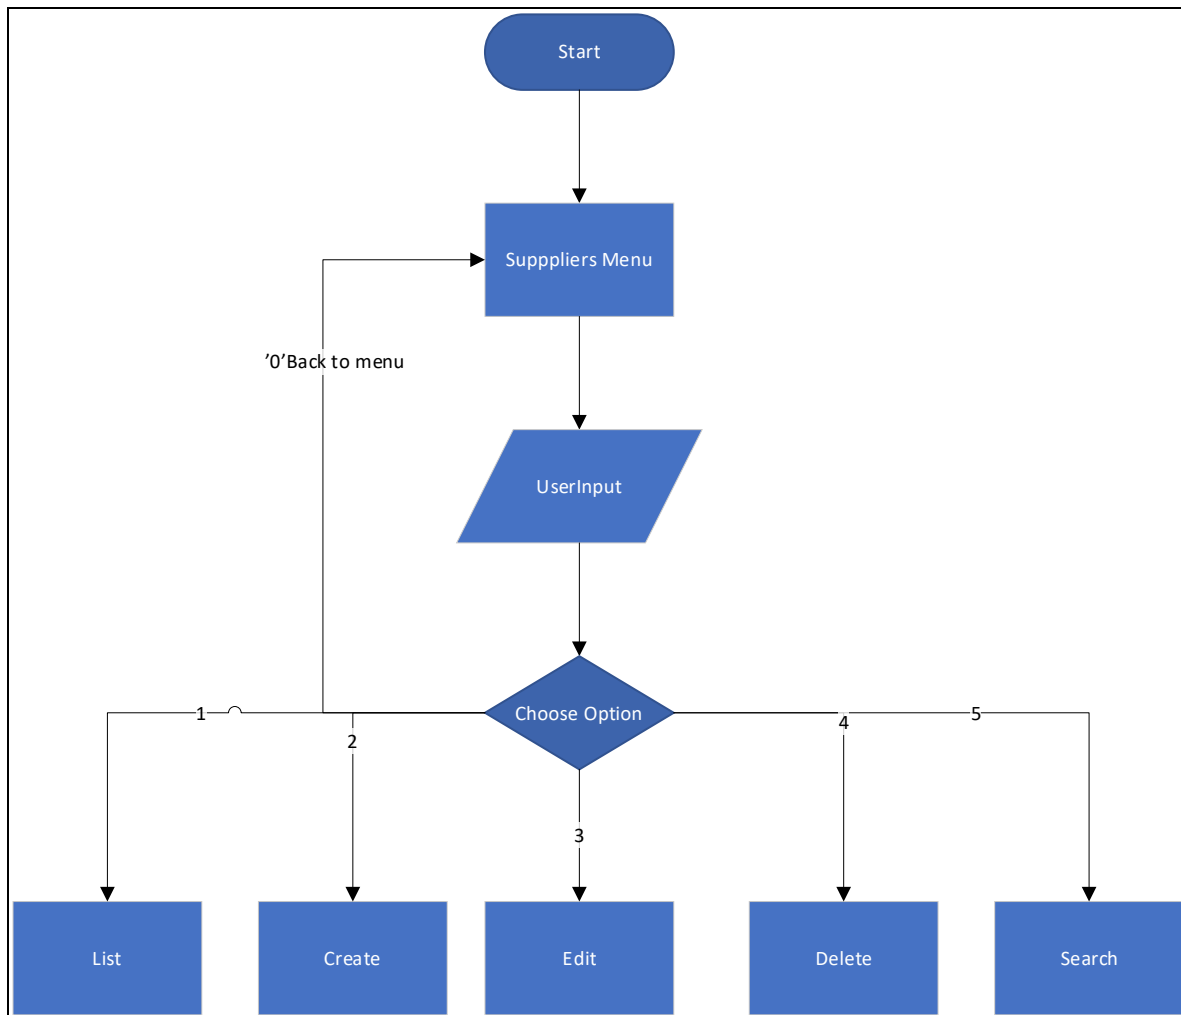 Start
Supppliers Menu
’0’Back to menu
UserInput
Choose Option
1
2
3
4
5
List
Create
Edit
Delete
Search